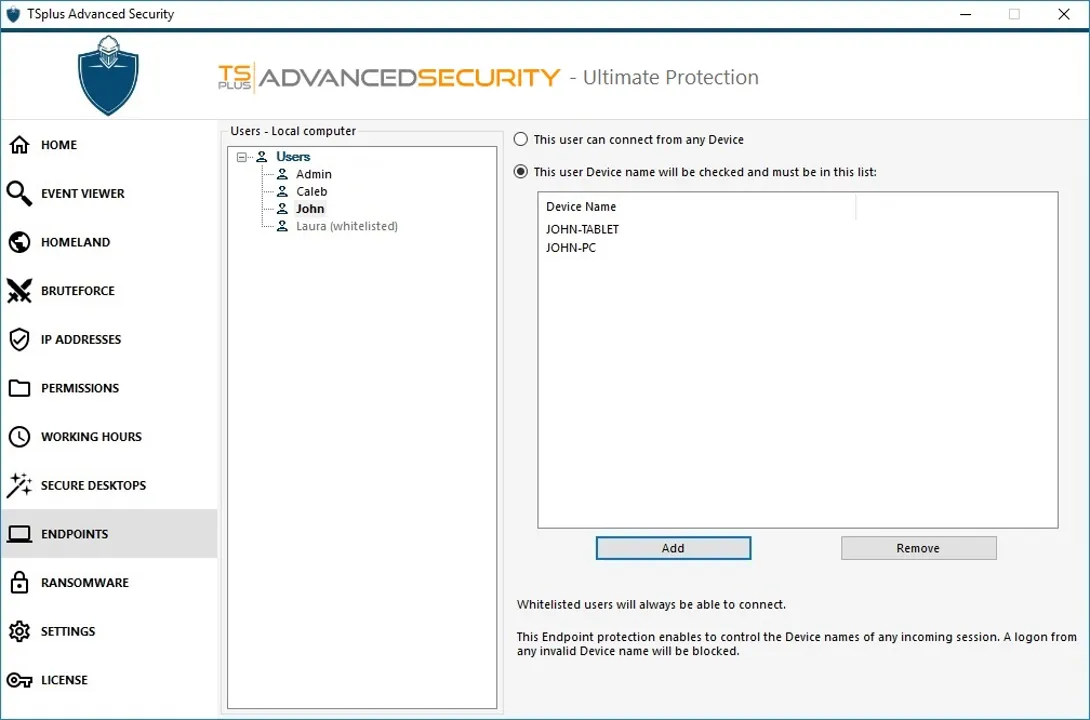 TSplus Advanced Security
TSPLUS ADVANCEDSECURITY - Ultimate Protection
HOME
EVENT VIEWER
HOMELAND
BRUTEFORCE
IP ADDRESSES
PERMISSIONS
WORKING HOURS
SECURE DESKTOPS
ENDPOINTS
RANSOMWARE
SETTINGS
LICENSE
Users - Local computer
Users
Admin
Caleb
John
Laura (whitelisted)
This user can connect from any Device
This user Device name will be checked and must be in this list:
Device Name
JOHN-TABLET
JOHN-PC
Add
Remove
Whitelisted users will always be able to connect.
This Endpoint protection enables to control the Device names of any incoming session. A logon from
any invalid Device name will be blocked.